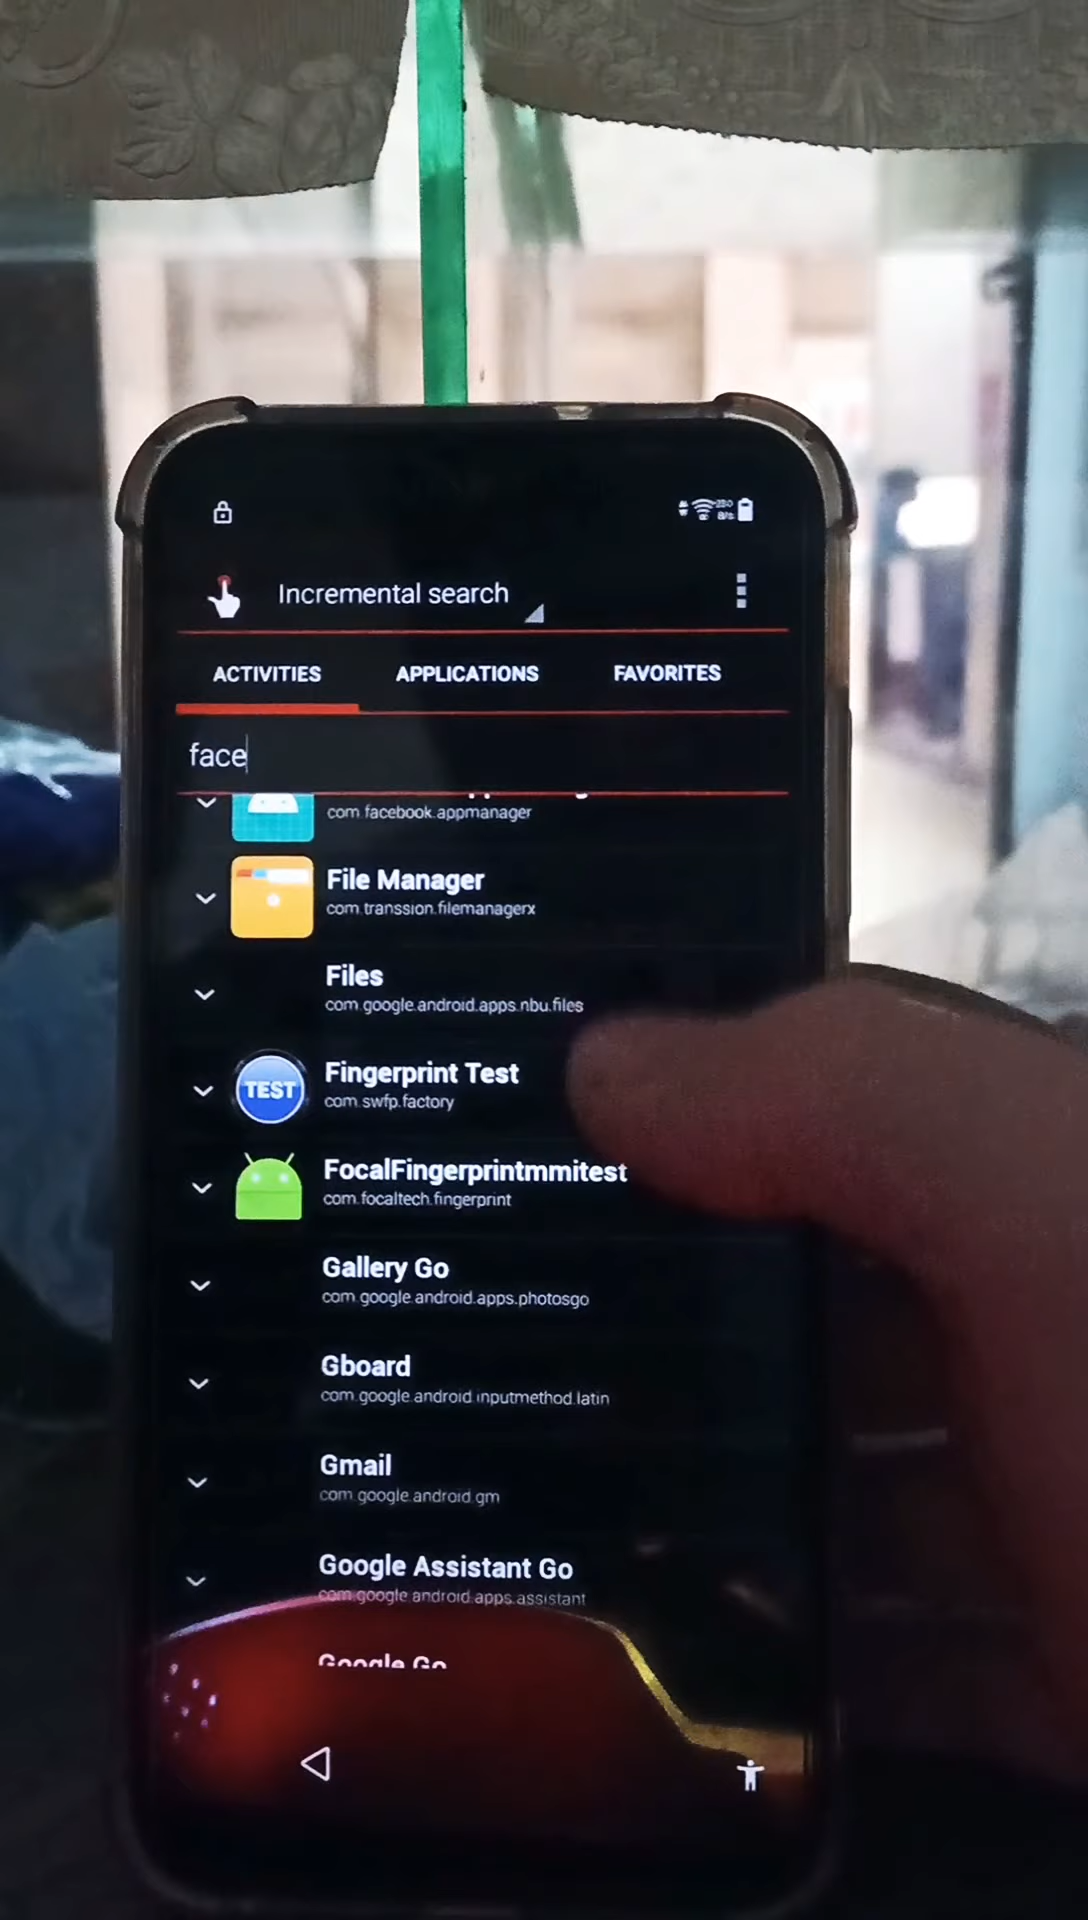 Incremental search
ACTIVITIES APPLICATIONS FAVORITES
face
com.facebook.appmanager
File Manager
com.transsion.filemanagerx
Files
com.google.android.apps.nbu.files
Fingerprint Test
TEST
com.swfp.factory
FocalFingerprintmmitest
com.focaltech.fingerprint
Gallery Go
com.google.android.apps.photosgo
Gboard
com.google.android.inputmethod.latin
Gmail
com.google.android.gm
Google Assistant Go
com.google.android.apps.assistant
Google Go